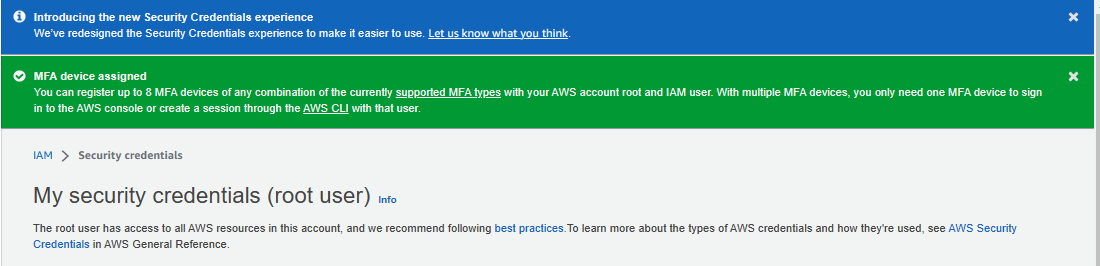 Introducing the new Security Credentials experience
We've redesigned the Security Credentials experience to make it easier to use. Let us know what you think.
MFA device assigned
You can register up to 8 MFA devices of any combination of the currently supported MFA types with your AWS account root and IAM user. With multiple MFA devices, you only need one MFA device to sign
in to the AWS console or create a session through the AWS CLI with that user.
IAM > Security credentials
My security credentials (root user) Info
The root user has access to all AWS resources in this account, and we recommend following best practices.To learn more about the types of AWS credentials and how they're used, see AWS Security
Credentials in AWS General Reference.